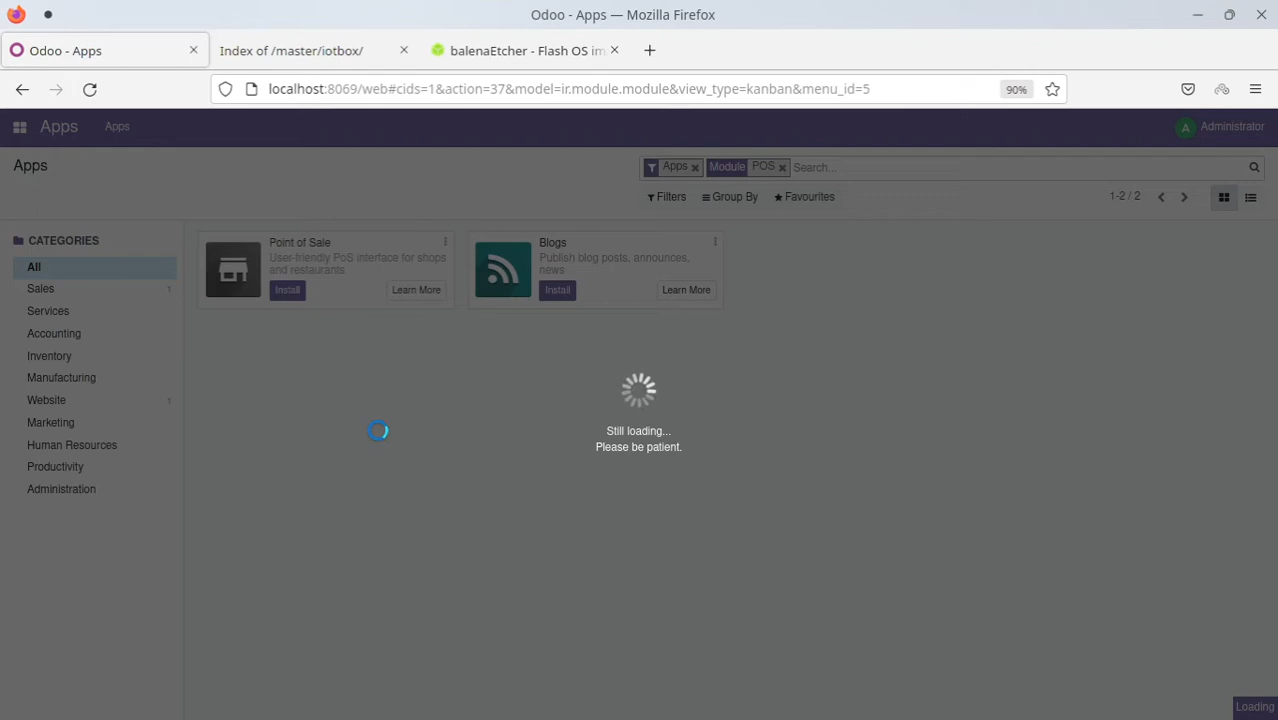 Odoo - Apps — Mozilla Firefox
Odoo - Apps
Index of /master/iotbox/
balenaEtcher - Flash OS im
localhost:8069/web#cids=1&action=37&model=ir.module.module&view_type=kanban&menu_id=5
90%
Apps
Apps
A
Administrator
Apps
Apps
Module
POS
Search...
Filters
Group By
Favourites
1-2 / 2
CATEGORIES
All
Sales
1
Services
Accounting
Inventory
Manufacturing
Website
1
Marketing
Human Resources
Productivity
Administration
Point of Sale
User-friendly PoS interface for shops
and restaurants
Install
Learn More
Blogs
Publish blog posts, announces,
news
Install
Learn More
Still loading...
Please be patient.
Loading